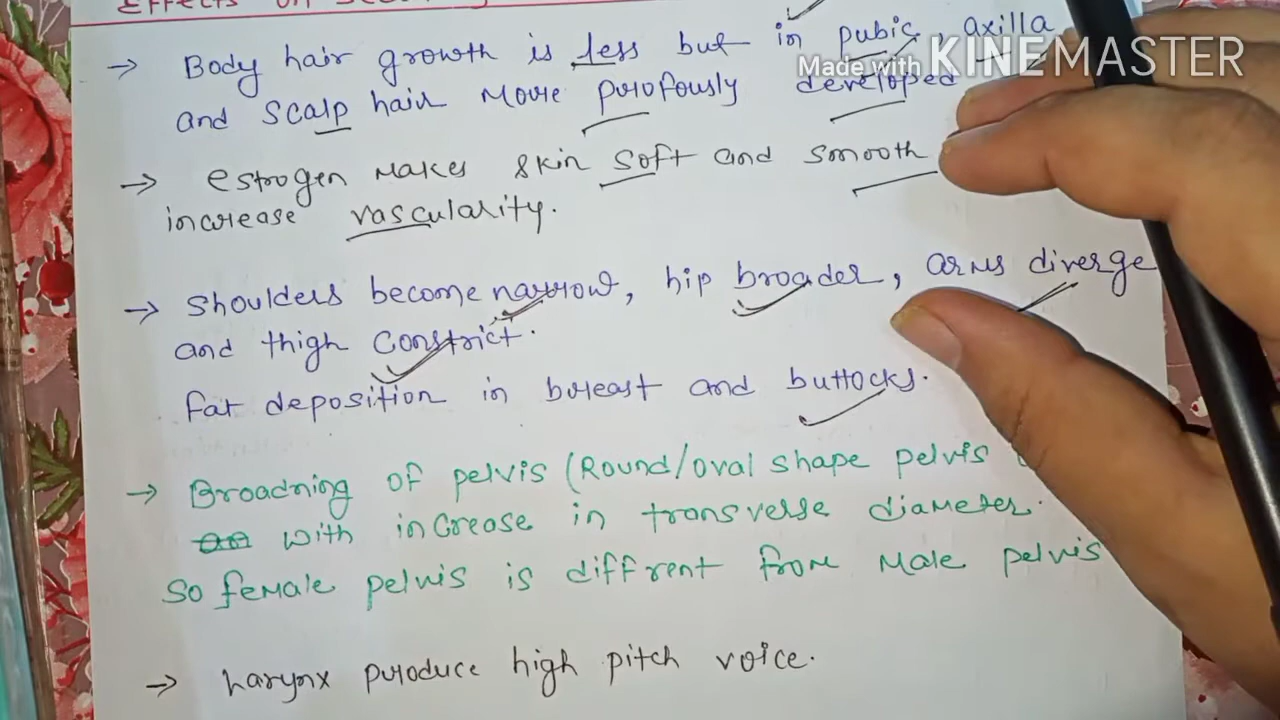 Effects on
→ Body hair growth is less but in pubic, axilla
Made with KINEMASTER
and scalp hair more profously developed
→ estrogen makes skin soft and smooth
increase vascularity.
→ Shoulders become narrow, hip broader, arms diverge
and thigh constrict.
Fat deposition in breast and buttocks.
→ Broadning of pelvis (Round/oval shape pelvis
with increase in transverse diameter.
So female pelvis is diffrent from male pelvis
→ Larynx produce high pitch voice.